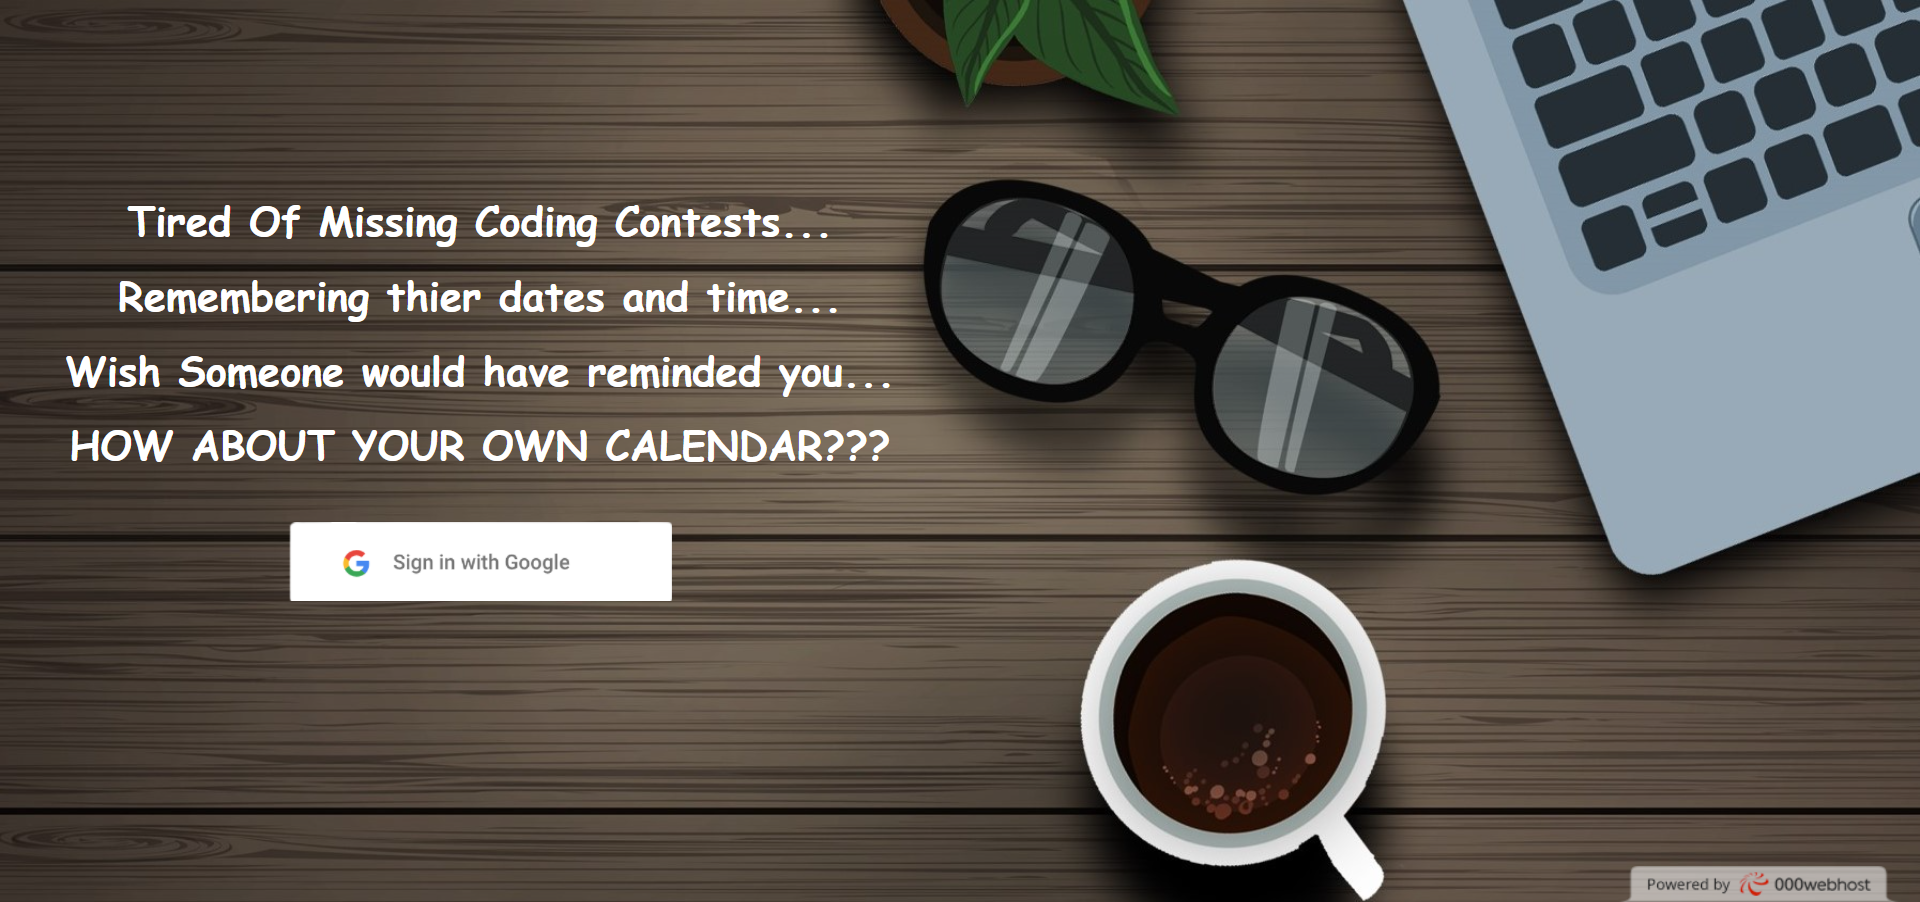 Tired Of Missing Coding Contests...
Remembering thier dates and time...
Wish Someone would have reminded you...
HOW ABOUT YOUR OWN CALENDAR???
Sign in with Google
Powered by 000webhost